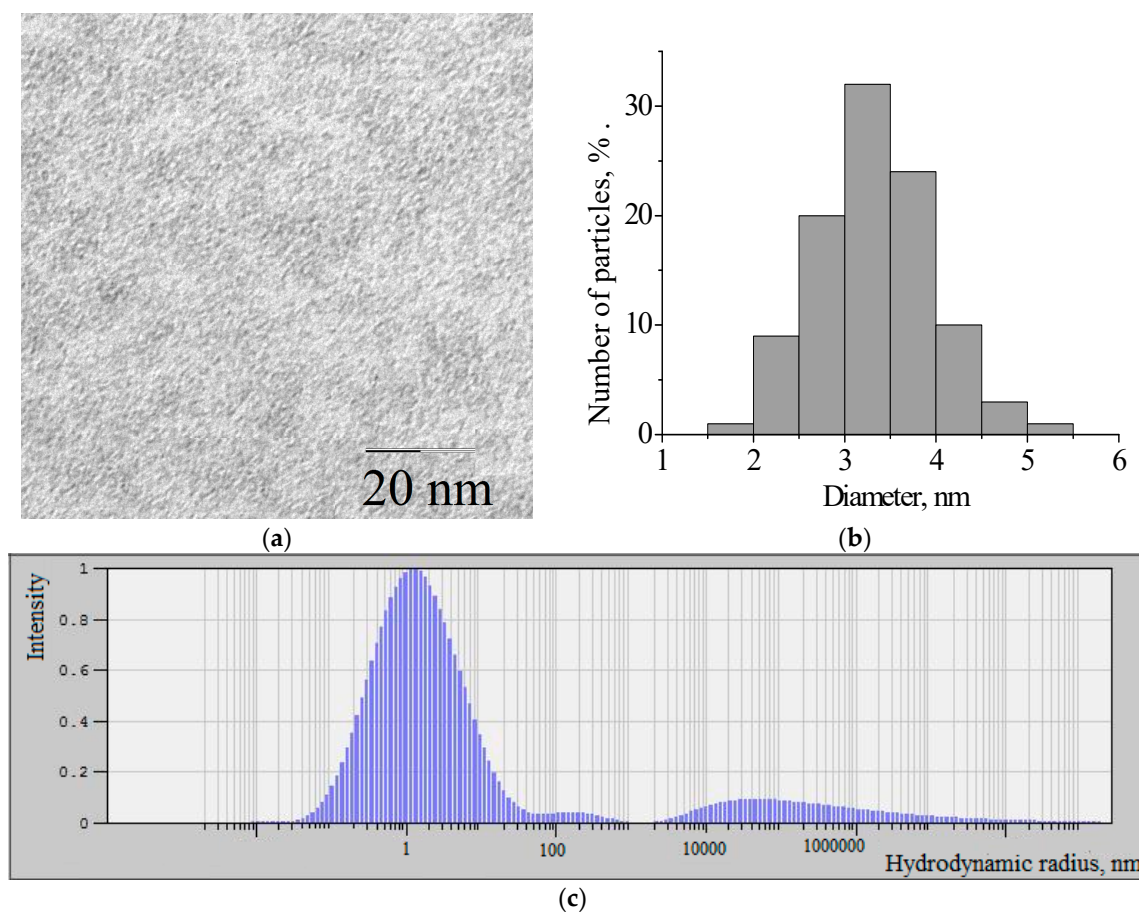 20 nm
(a)
Number of particles, % .
30
20
10
0
1 2 3 4 5 6
Diameter, nm
(b)
Intensity
1
0.8
0.6
0.4
0.2
0
1 100 10000 1000000
Hydrodynamic radius, nm
(c)